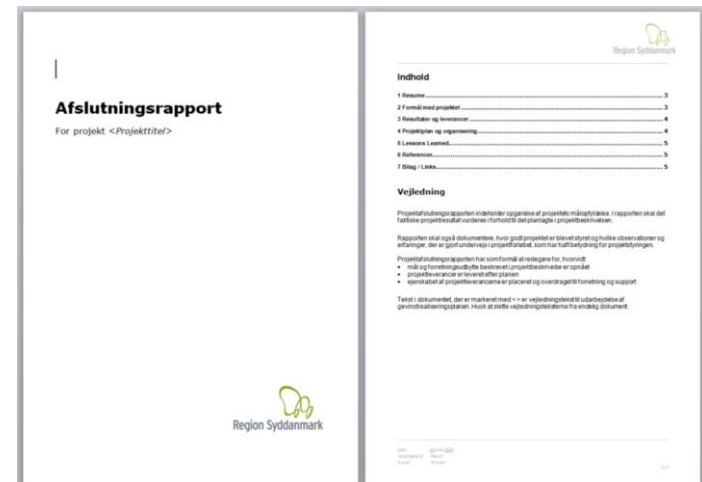 Afslutningsrapport
For projekt <Projekttitel>
Region Syddanmark
Region Syddanmark
Indhold
1 Resume 3
2 Formål med projektet 3
3 Resultater og leverancer 4
4 Projektplan og organisering 4
5 Lessons Learned 5
6 References 5
7 Bilag / Links 5
Vejledning
Projektafslutningsrapporten indeholder opgørelse af projektets målopfyldelse. I rapporten skal det
faktiske projektresultat vurderes i forhold til det planlagte i projektbeskrivelsen.
Rapporten skal også dokumentere, hvor godt projektet er blevet styret og hvilke observationer og
erfaringer, der er gjort undervejs i projektforløbet, som har haft betydning for projektstyringen.
Projektafslutningsrapporten har som formål at redegøre for, hvorvidt:
• mål og forretningsudbytte beskrevet i projektbeskrivelse er opnået
• projektleverancer er leveret efter planen
• ejerskabet af projektleverancerne er placeret og overdraget til forretning og support
Tekst i dokumentet, der er markeret med <> er vejledningstekst til udarbejdelse af
gevinstrealiseringsplanen. Husk at slette vejledningsteksterne fra endelig dokument.